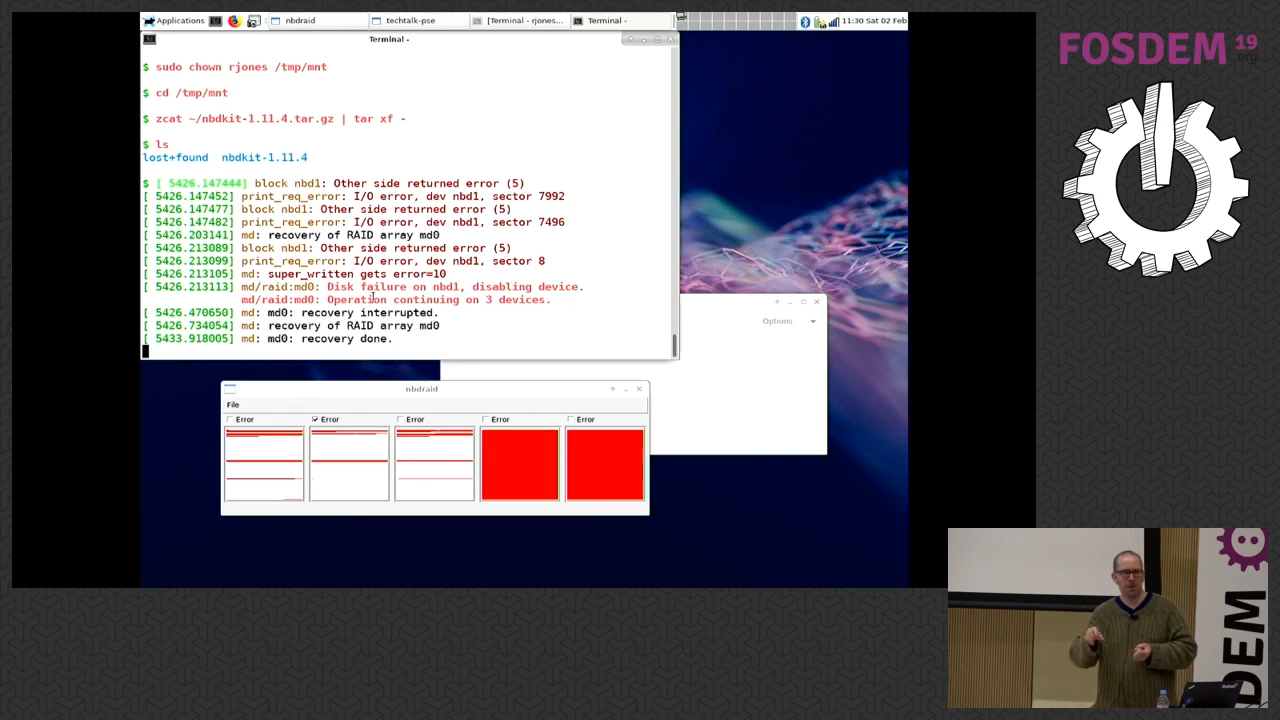 Applications
nbdraid
techtalk-pse
[Terminal - rjones...
Terminal -
11:30 Sat 02 Feb
FOSDEM 19
.org
Terminal -
$ sudo chown rjones /tmp/mnt
$ cd /tmp/mnt
$ zcat ~/nbdkit-1.11.4.tar.gz | tar xf -
$ ls
lost+found nbdkit-1.11.4
$ [ 5426.147444] block nbd1: Other side returned error (5)
[ 5426.147452] print_req_error: I/O error, dev nbd1, sector 7992
[ 5426.147477] block nbd1: Other side returned error (5)
[ 5426.147482] print_req_error: I/O error, dev nbd1, sector 7496
[ 5426.203141] md: recovery of RAID array md0
[ 5426.213089] block nbd1: Other side returned error (5)
[ 5426.213099] print_req_error: I/O error, dev nbd1, sector 8
[ 5426.213105] md: super_written gets error=10
[ 5426.213113] md/raid:md0: Disk failure on nbd1, disabling device.
md/raid:md0: Operation continuing on 3 devices.
[ 5426.470650] md: md0: recovery interrupted.
[ 5426.734054] md: recovery of RAID array md0
[ 5433.918005] md: md0: recovery done.
Options
nbdraid
File
Error
Error
Error
Error
Error
DEM